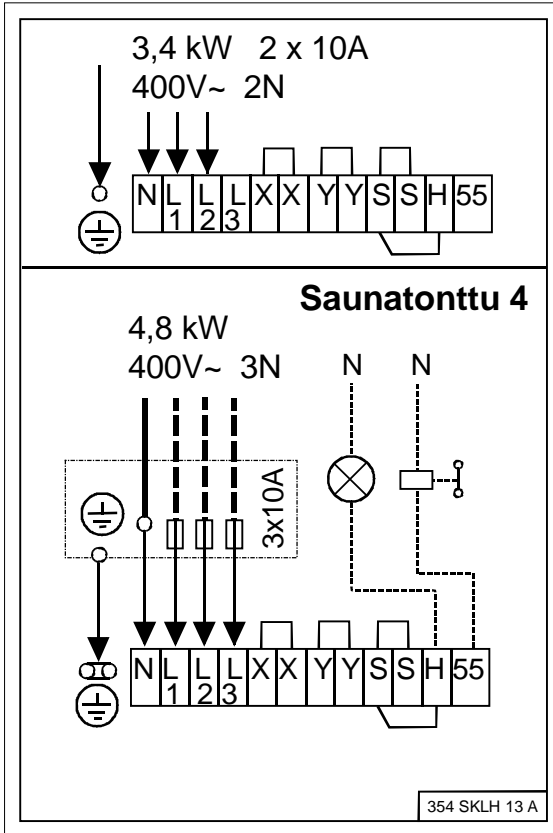 3,4 kW 2 x 10A
400V~ 2N
N L1 L2 L3 X X Y Y S S H 55
Saunatonttu 4
4,8 kW
400V~ 3N
N N
3x10A
N L1 L2 L3 X X Y Y S S H 55
354 SKLH 13 A